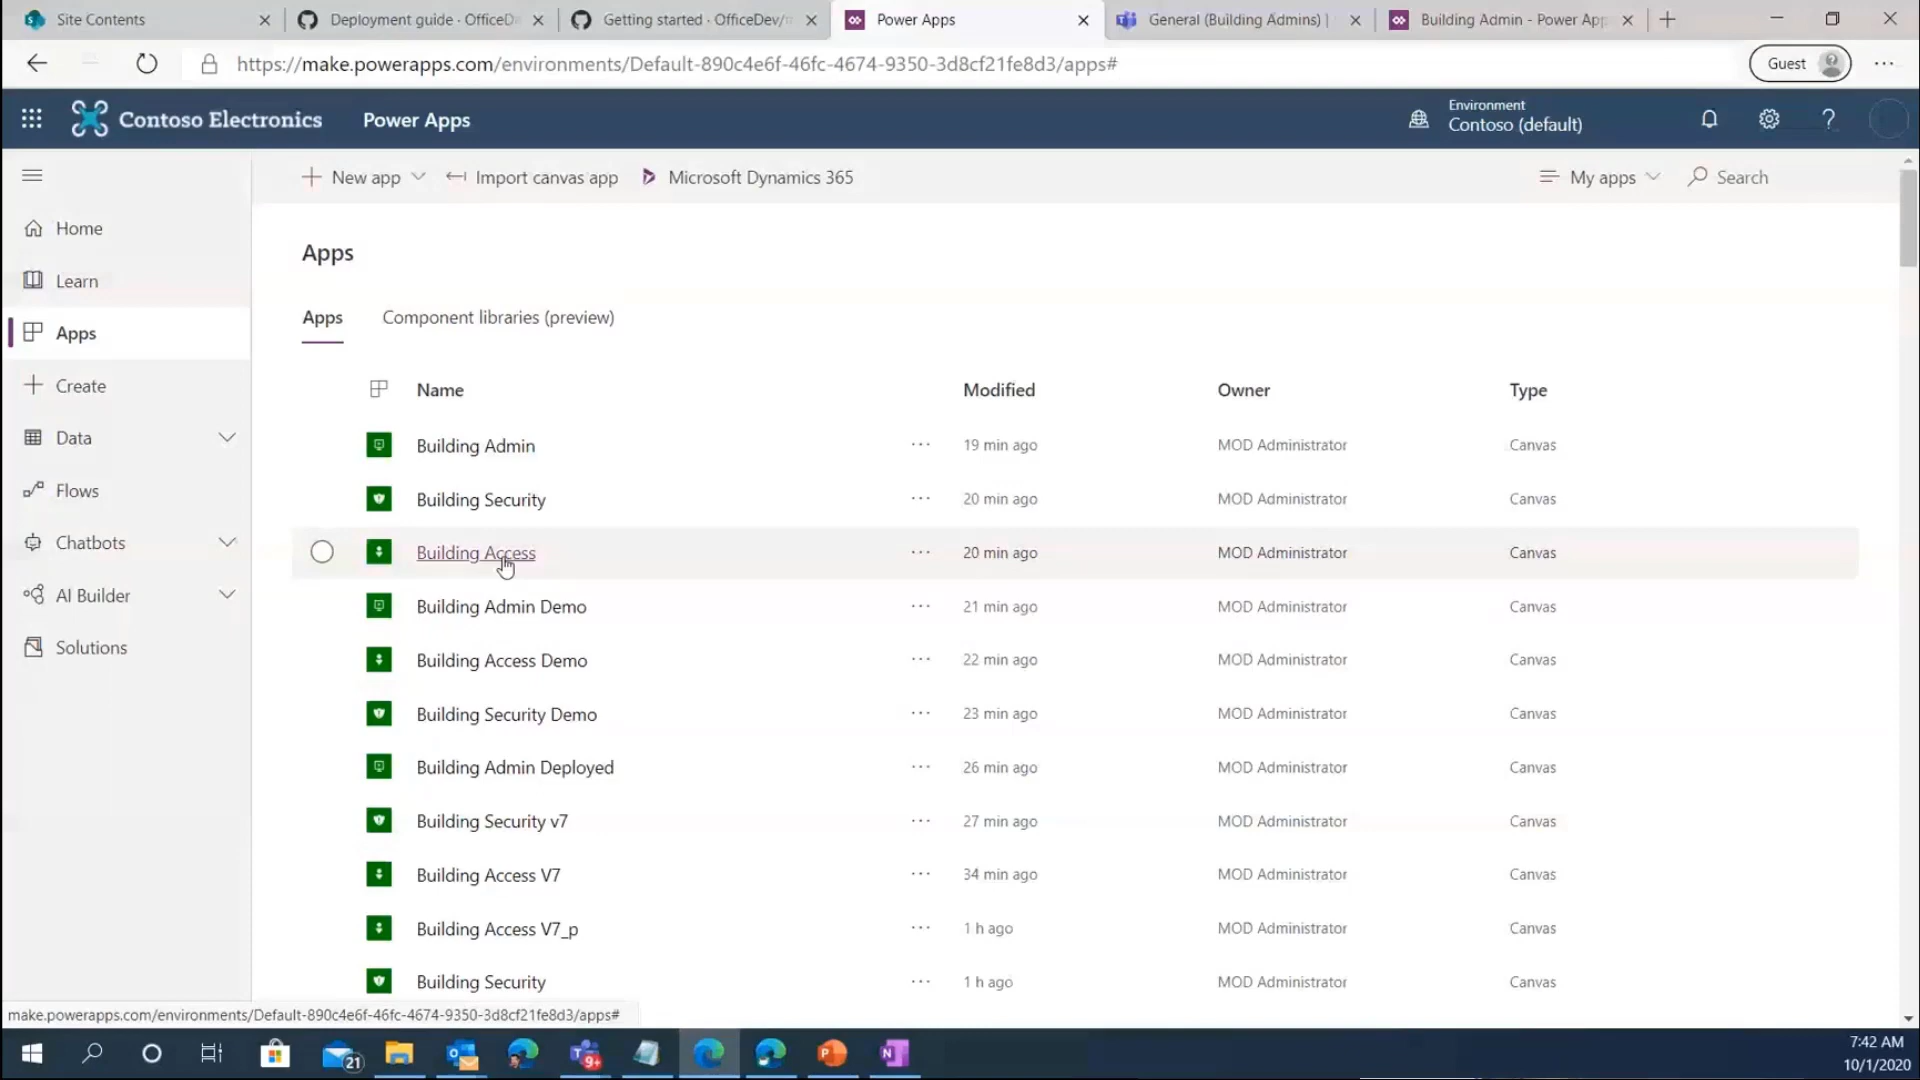 Site Contents
Deployment guide · OfficeD
Getting started · OfficeDev/
Power Apps
General (Building Admins) |
Building Admin - Power App
https://make.powerapps.com/environments/Default-890c4e6f-46fc-4674-9350-3d8cf21fe8d3/apps#
Guest
Contoso Electronics
Power Apps
Environment
Contoso (default)
New app
Import canvas app
Microsoft Dynamics 365
My apps
Search
Home
Learn
Apps
Create
Data
Flows
Chatbots
AI Builder
Solutions
Apps
Apps Component libraries (preview)
Name Modified Owner Type
Building Admin ... 19 min ago MOD Administrator Canvas
Building Security ... 20 min ago MOD Administrator Canvas
Building Access ... 20 min ago MOD Administrator Canvas
Building Admin Demo ... 21 min ago MOD Administrator Canvas
Building Access Demo ... 22 min ago MOD Administrator Canvas
Building Security Demo ... 23 min ago MOD Administrator Canvas
Building Admin Deployed ... 26 min ago MOD Administrator Canvas
Building Security v7 ... 27 min ago MOD Administrator Canvas
Building Access V7 ... 34 min ago MOD Administrator Canvas
Building Access V7_p ... 1 h ago MOD Administrator Canvas
Building Security ... 1 h ago MOD Administrator Canvas
make.powerapps.com/environments/Default-890c4e6f-46fc-4674-9350-3d8cf21fe8d3/apps#
21
9+
7:42 AM
10/1/2020